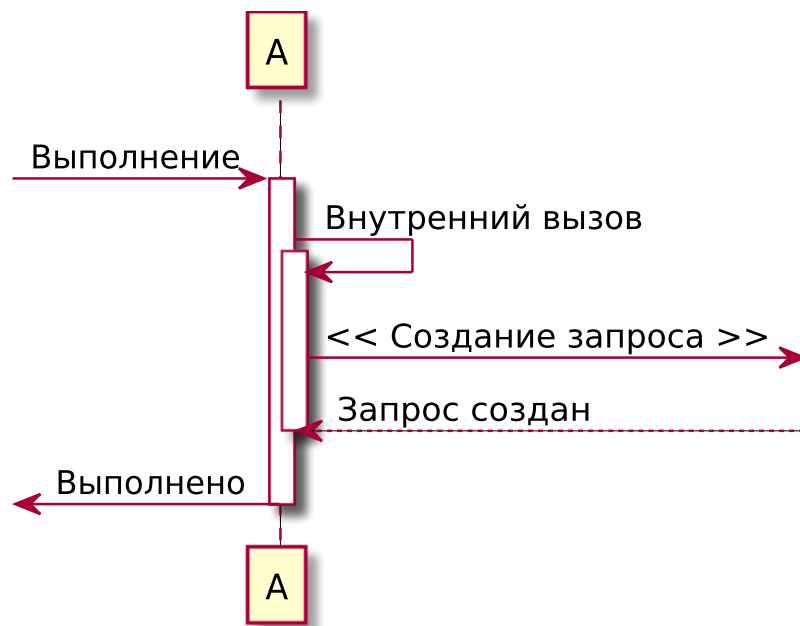 A
Выполнение
Внутренний вызов
<< Создание запроса >>
Запрос создан
Выполнено
A